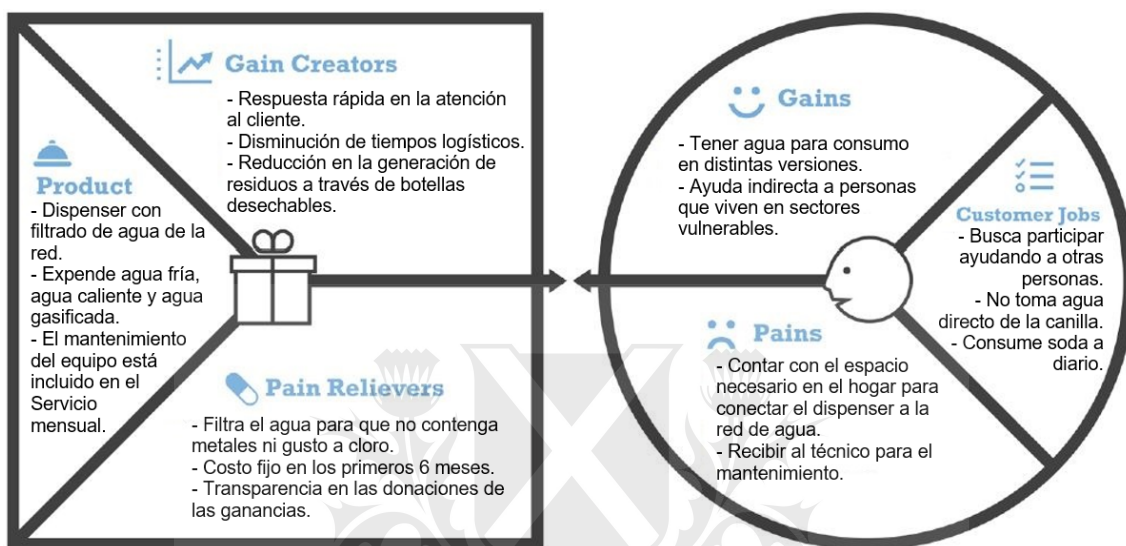 Gain Creators
- Respuesta rápida en la atención
al cliente.
- Disminución de tiempos logísticos.
- Reducción en la generación de
residuos a través de botellas
desechables.
Product
- Dispenser con
filtrado de agua de la
red.
- Expende agua fría,
agua caliente y agua
gasificada.
- El mantenimiento
del equipo está
incluido en el
Servicio
mensual.
Pain Relievers
- Filtra el agua para que no contenga
metales ni gusto a cloro.
- Costo fijo en los primeros 6 meses.
- Transparencia en las donaciones de
las ganancias.
Gains
- Tener agua para consumo
en distintas versiones.
- Ayuda indirecta a personas
que viven en sectores
vulnerables.
Customer Jobs
- Busca participar
ayudando a otras
personas.
- No toma agua
directo de la canilla.
- Consume soda a
diario.
Pains
- Contar con el espacio
necesario en el hogar para
conectar el dispenser a la
red de agua.
- Recibir al técnico para el
mantenimiento.